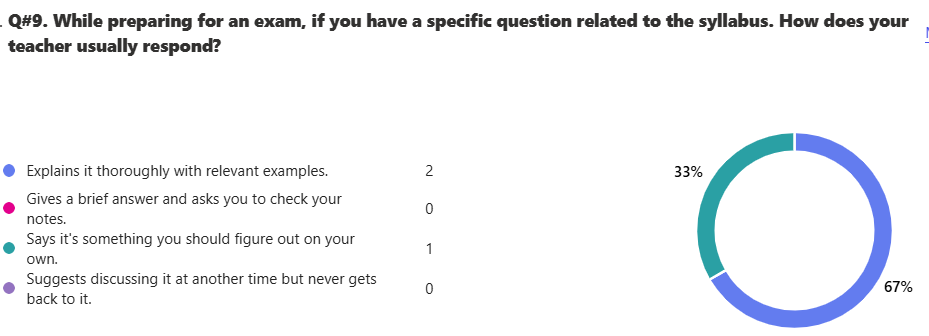 . Q#9. While preparing for an exam, if you have a specific question related to the syllabus. How does your
teacher usually respond?
Explains it thoroughly with relevant examples. 2
Gives a brief answer and asks you to check your
notes. 0
Says it's something you should figure out on your
own. 1
Suggests discussing it at another time but never gets
back to it. 0
33%
67%